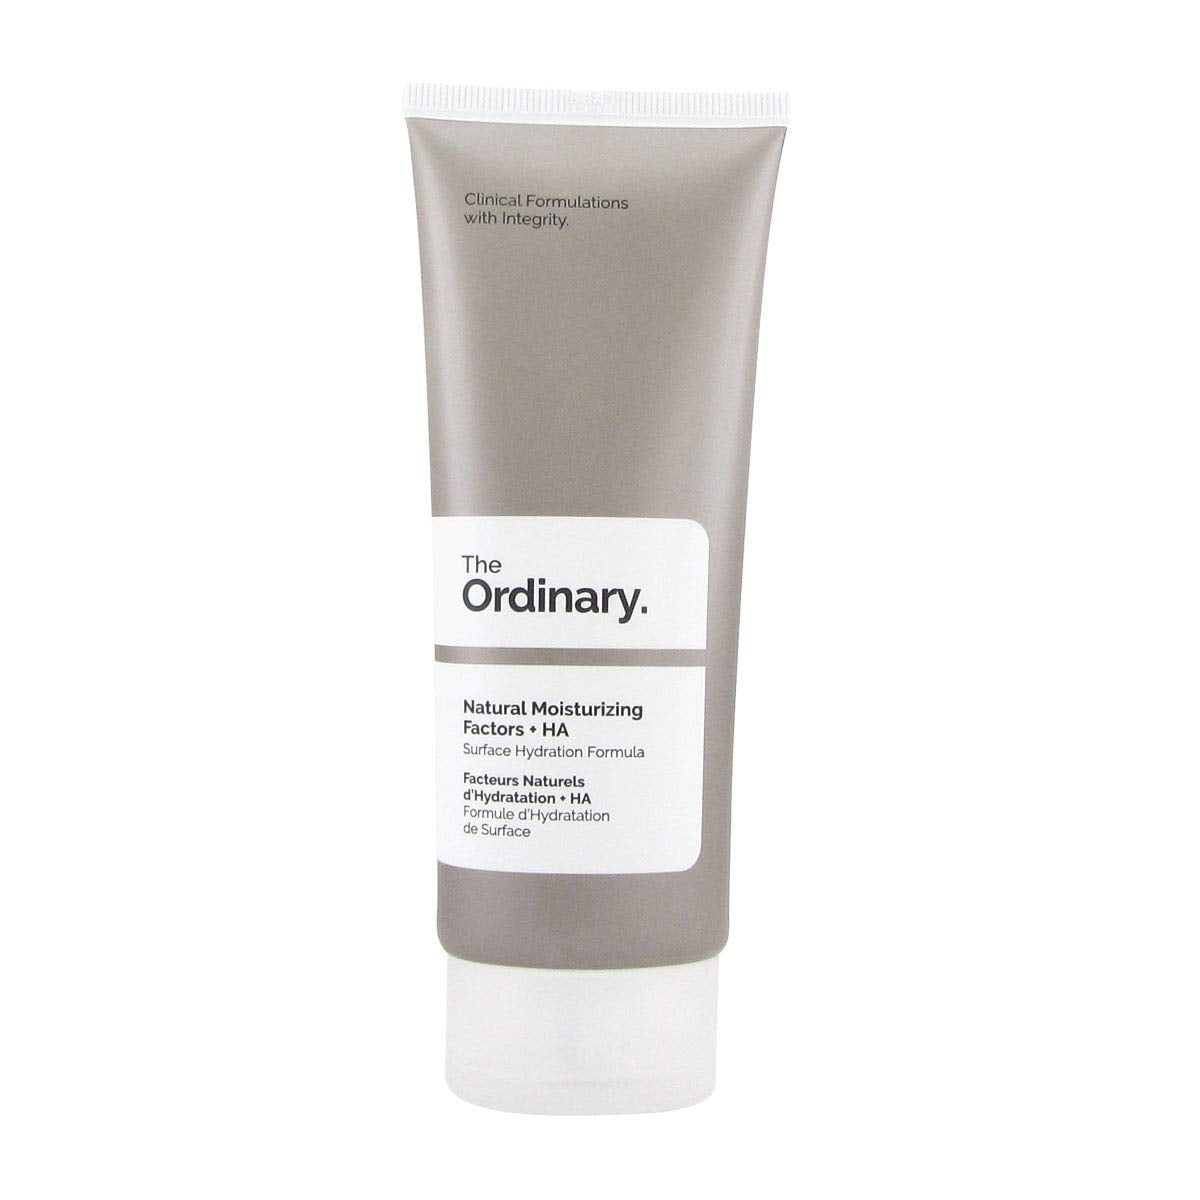 Clinical Formulations
with Integrity.
The
Ordinary.
Natural Moisturizing
Factors + HA
Surface Hydration Formula
Facteurs Naturels
d'Hydratation + HA
Formule d'Hydratation
de Surface